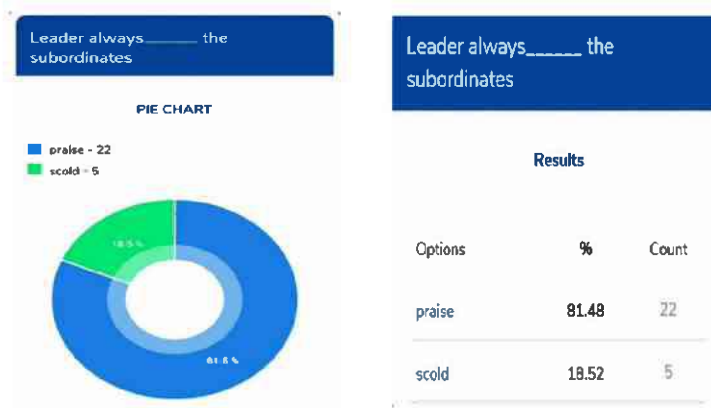 Leader always______ the
subordinates
PIE CHART
praise - 22
scold - 5
18.5 %
81.5 %
Leader always______ the
subordinates
Results
Options % Count
praise 81.48 22
scold 18.52 5